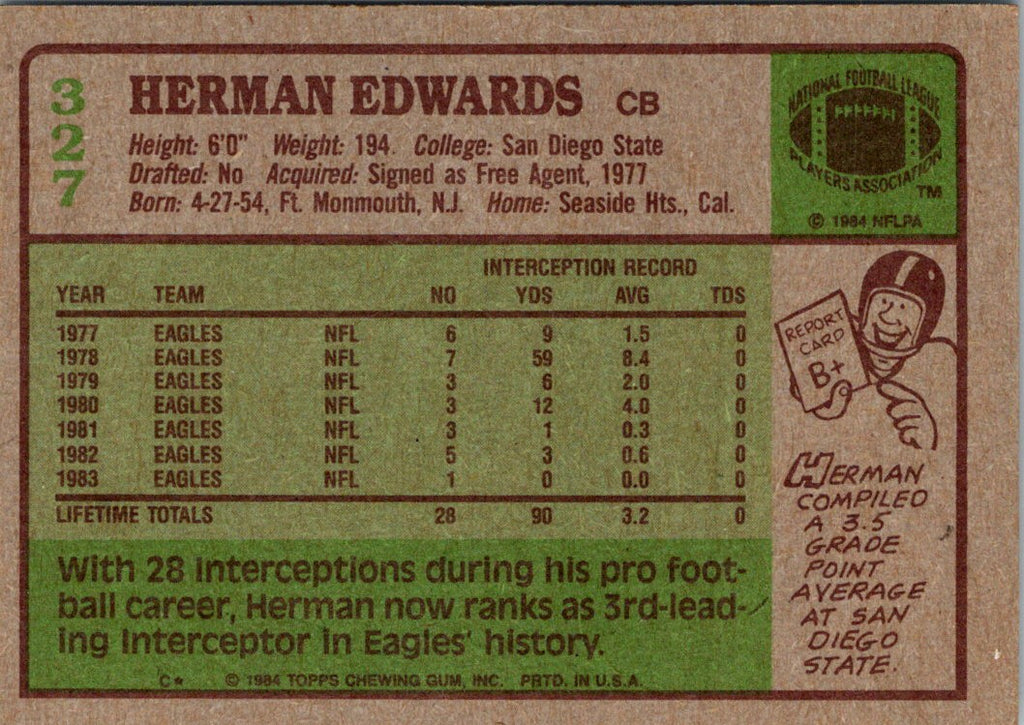 327
HERMAN EDWARDS CB
Height: 6'0" Weight: 194. College: San Diego State
Drafted: No Acquired: Signed as Free Agent, 1977
Born: 4-27-54, Ft. Monmouth, N.J. Home: Seaside Hts., Cal.
NATIONAL FOOTBALL LEAGUE
PLAYERS ASSOCIATION
TM
© 1984 NFLPA
INTERCEPTION RECORD
YEAR TEAM NO YDS AVG TDS
1977 EAGLES NFL 6 9 1.5 0
1978 EAGLES NFL 7 59 8.4 0
1979 EAGLES NFL 3 6 2.0 0
1980 EAGLES NFL 3 12 4.0 0
1981 EAGLES NFL 3 1 0.3 0
1982 EAGLES NFL 5 3 0.6 0
1983 EAGLES NFL 1 0 0.0 0
LIFETIME TOTALS 28 90 3.2 0
With 28 interceptions during his pro foot-
ball career, Herman now ranks as 3rd-lead-
ing interceptor in Eagles' history.
C* © 1984 TOPPS CHEWING GUM, INC. PRTD. IN U.S.A.
REPORT
CARD
B+
HERMAN
COMPILED
A 3.5
GRADE
POINT
AVERAGE
AT SAN
DIEGO
STATE.